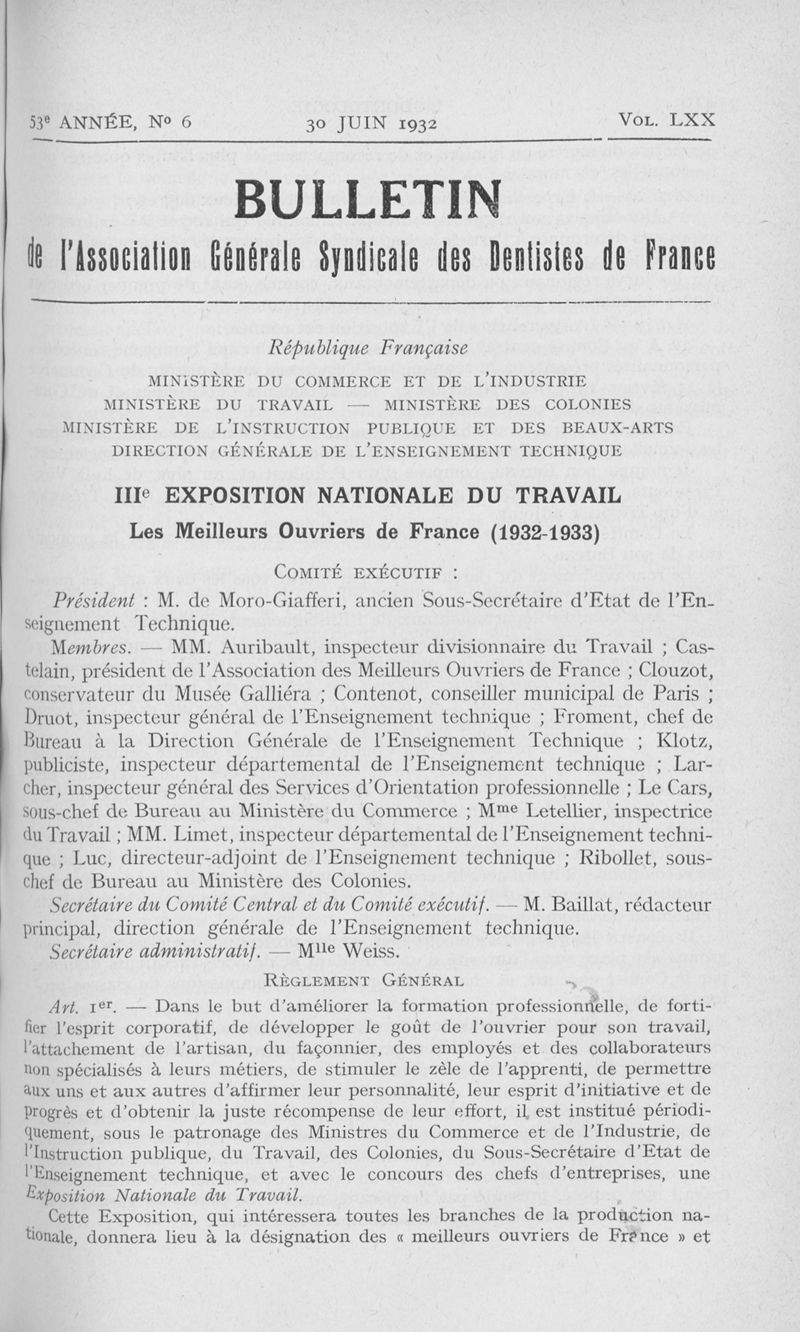 53e ANNÉE, No 6 30 JUIN 1932 VOL. LXX
BULLETIN
de l'Association Générale Syndicale des Dentistes de France
République Française
MINISTÈRE DU COMMERCE ET DE L'INDUSTRIE
MINISTÈRE DU TRAVAIL — MINISTÈRE DES COLONIES
MINISTÈRE DE L'INSTRUCTION PUBLIQUE ET DES BEAUX-ARTS
DIRECTION GÉNÉRALE DE L'ENSEIGNEMENT TECHNIQUE
IIIe EXPOSITION NATIONALE DU TRAVAIL
Les Meilleurs Ouvriers de France (1932-1933)
COMITÉ EXÉCUTIF :
Président : M. de Moro-Giafferi, ancien Sous-Secrétaire d'Etat de l'En-
seignement Technique.
Membres. — MM. Auribault, inspecteur divisionnaire du Travail ; Cas-
telain, président de l'Association des Meilleurs Ouvriers de France ; Clouzot,
conservateur du Musée Galliéra ; Contenot, conseiller municipal de Paris ;
Druot, inspecteur général de l'Enseignement technique ; Froment, chef de
Bureau à la Direction Générale de l'Enseignement Technique ; Klotz,
publiciste, inspecteur départemental de l'Enseignement technique ; Lar-
cher, inspecteur général des Services d'Orientation professionnelle ; Le Cars,
sous-chef de Bureau au Ministère du Commerce ; Mme Letellier, inspectrice
du Travail ; MM. Limet, inspecteur départemental de l'Enseignement techni-
que ; Luc, directeur-adjoint de l'Enseignement technique ; Ribollet, sous-
chef de Bureau au Ministère des Colonies.
Secrétaire du Comité Central et du Comité exécutif. — M. Baillat, rédacteur
principal, direction générale de l'Enseignement technique.
Secrétaire administratif. — Mlle Weiss.
RÈGLEMENT GÉNÉRAL
Art. 1er. — Dans le but d'améliorer la formation professionnelle, de forti-
fier l'esprit corporatif, de développer le goût de l'ouvrier pour son travail,
l'attachement de l'artisan, du façonnier, des employés et des collaborateurs
non spécialisés à leurs métiers, de stimuler le zèle de l'apprenti, de permettre
aux uns et aux autres d'affirmer leur personnalité, leur esprit d'initiative et de
progrès et d'obtenir la juste récompense de leur effort, il est institué périodi-
quement, sous le patronage des Ministres du Commerce et de l'Industrie, de
l'Instruction publique, du Travail, des Colonies, du Sous-Secrétaire d'Etat de
l'Enseignement technique, et avec le concours des chefs d'entreprises, une
Exposition Nationale du Travail.
Cette Exposition, qui intéressera toutes les branches de la production na-
tionale, donnera lieu à la désignation des « meilleurs ouvriers de France » et